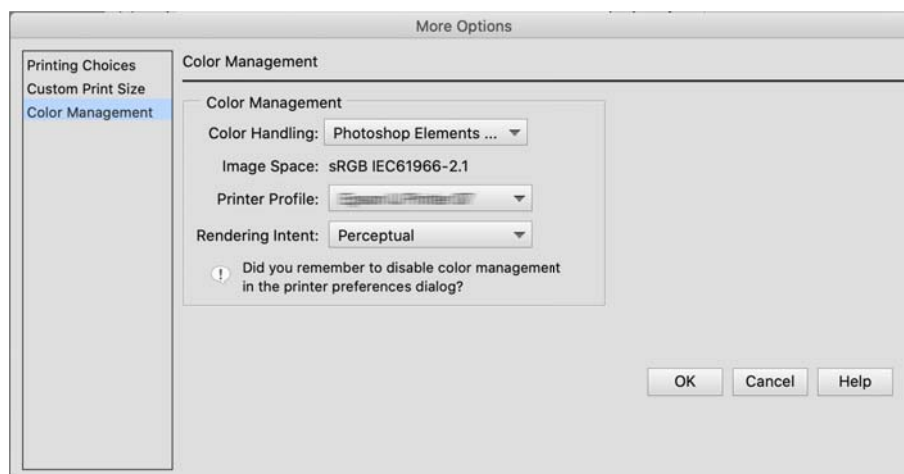 More Options
Printing Choices
Custom Print Size
Color Management
Color Management
Color Management
Color Handling: Photoshop Elements ...
Image Space: sRGB IEC61966-2.1
Printer Profile:
Rendering Intent: Perceptual
Did you remember to disable color management
in the printer preferences dialog?
OK Cancel Help